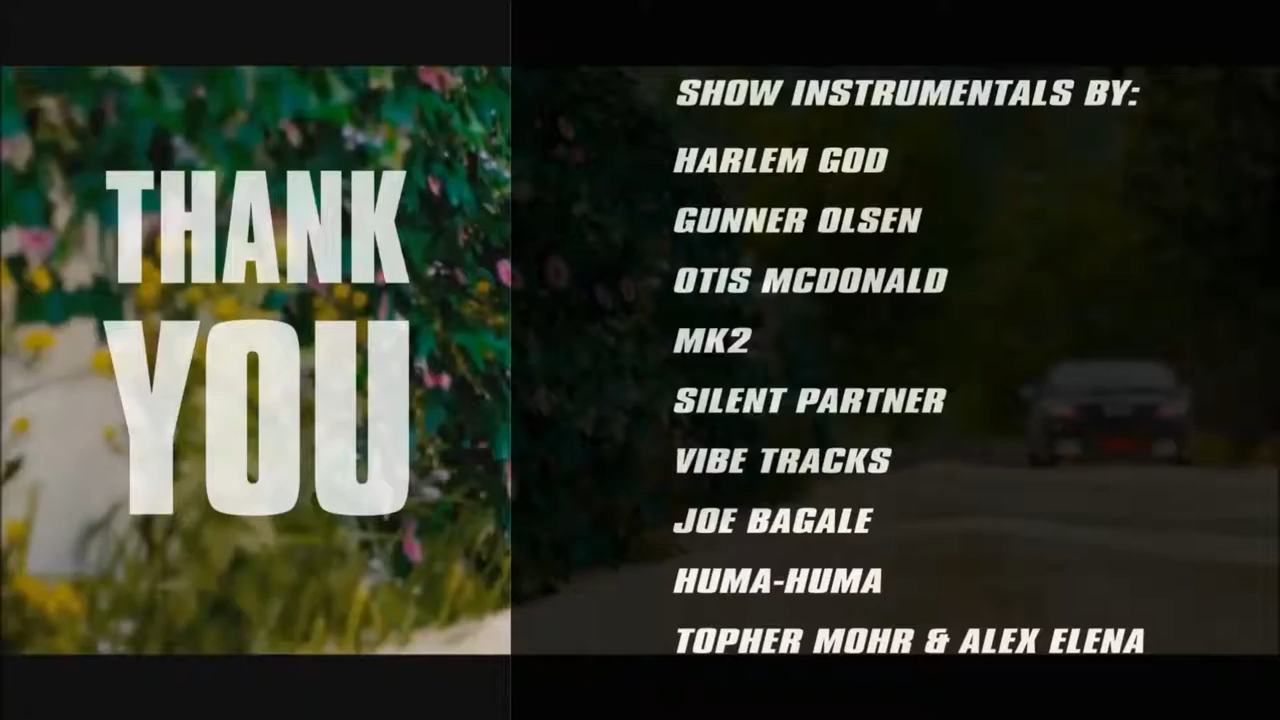 THANK
YOU
SHOW INSTRUMENTALS BY:
HARLEM GOD
GUNNER OLSEN
OTIS MCDONALD
MK2
SILENT PARTNER
VIBE TRACKS
JOE BAGALE
HUMA-HUMA
TOPHER MOHR & ALEX ELENA